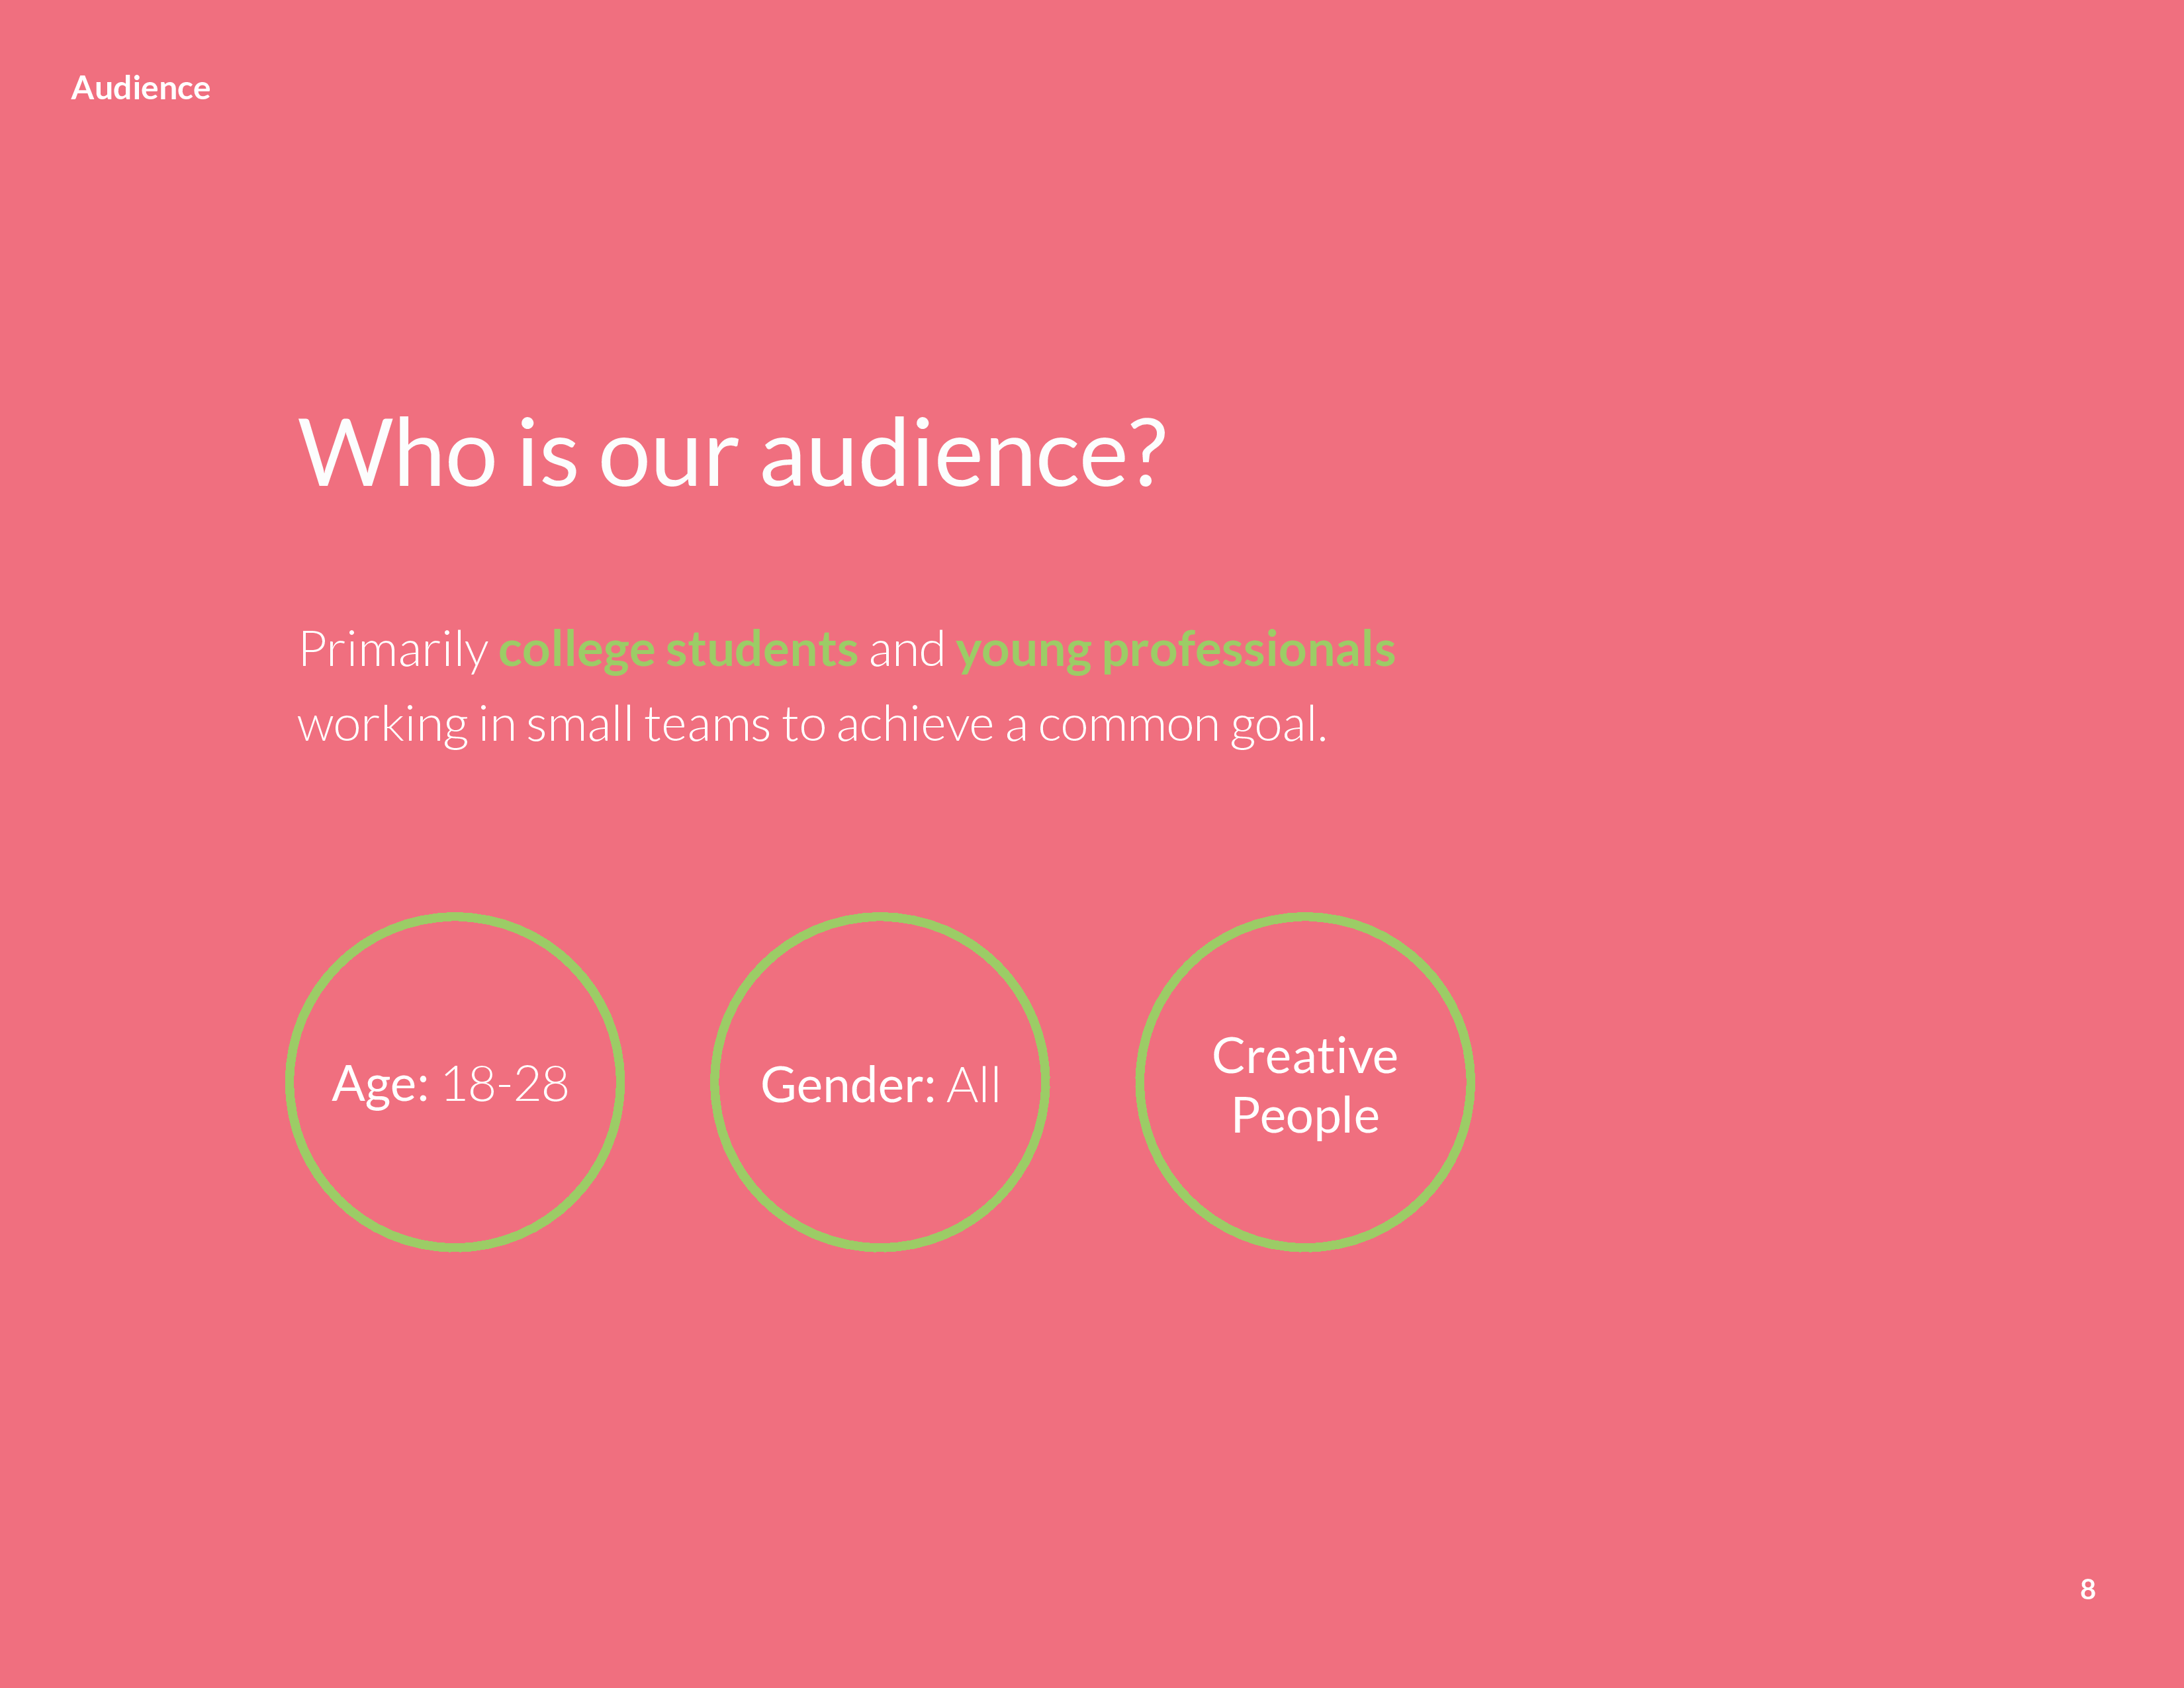 Audience
Who is our audience?
Primarily college students and young professionals
working in small teams to achieve a common goal.
Age: 18-28
Gender: All
Creative
People
8